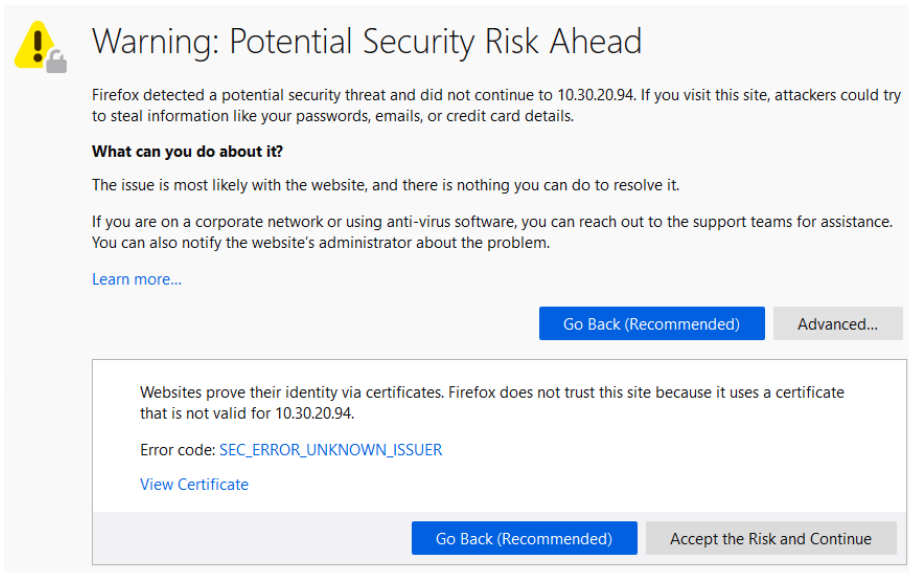 Warning: Potential Security Risk Ahead
Firefox detected a potential security threat and did not continue to 10.30.20.94. If you visit this site, attackers could try
to steal information like your passwords, emails, or credit card details.
What can you do about it?
The issue is most likely with the website, and there is nothing you can do to resolve it.
If you are on a corporate network or using anti-virus software, you can reach out to the support teams for assistance.
You can also notify the website's administrator about the problem.
Learn more...
Go Back (Recommended) Advanced...
Websites prove their identity via certificates. Firefox does not trust this site because it uses a certificate
that is not valid for 10.30.20.94.
Error code: SEC_ERROR_UNKNOWN_ISSUER
View Certificate
Go Back (Recommended) Accept the Risk and Continue